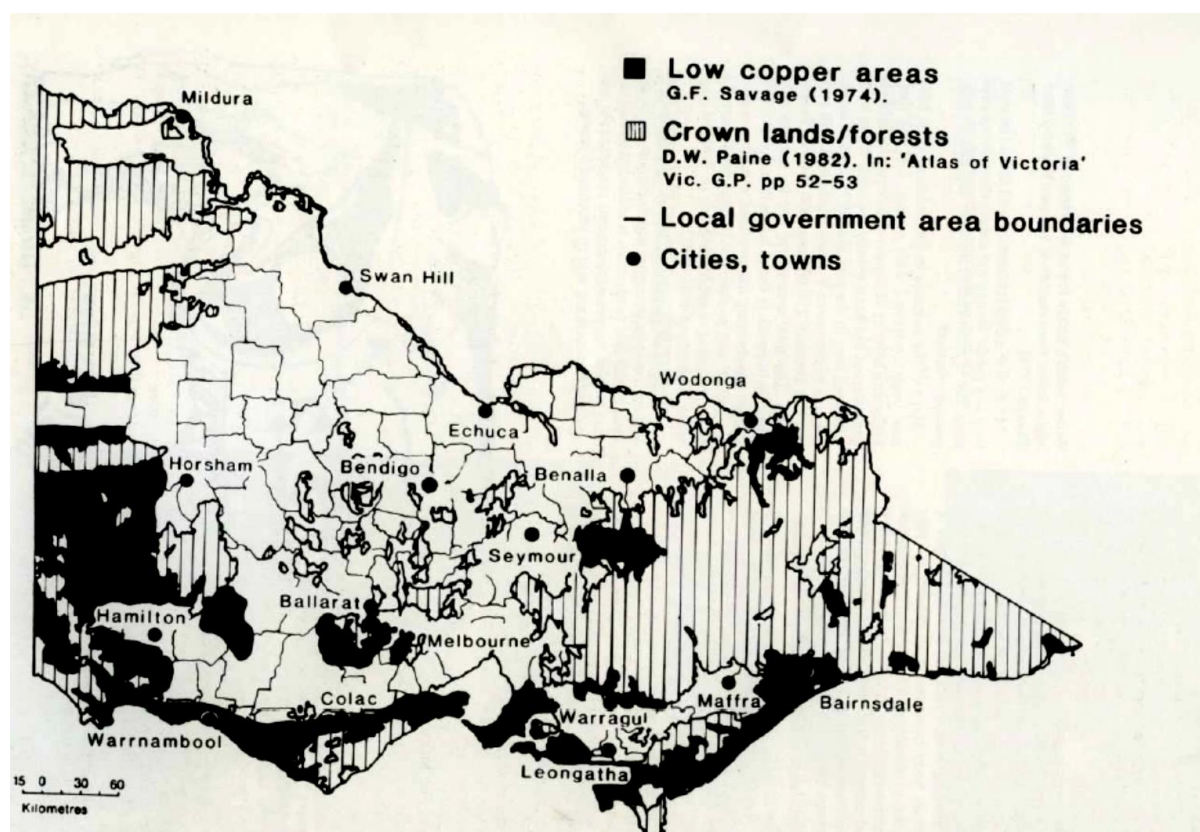 Low copper areas
G.F. Savage (1974).
Crown lands/forests
D.W. Paine (1982). In: 'Atlas of Victoria'
Vic. G.P. pp 52-53
Local government area boundaries
Cities, towns
Mildura
Swan Hill
Wodonga
Echuca
Horsham
Bendigo
Benalla
Seymour
Ballarat
Hamilton
Melbourne
Colac
Maffra
Bairnsdale
Warragul
Warrnambool
Leongatha
15 0 30 60
Kilometres